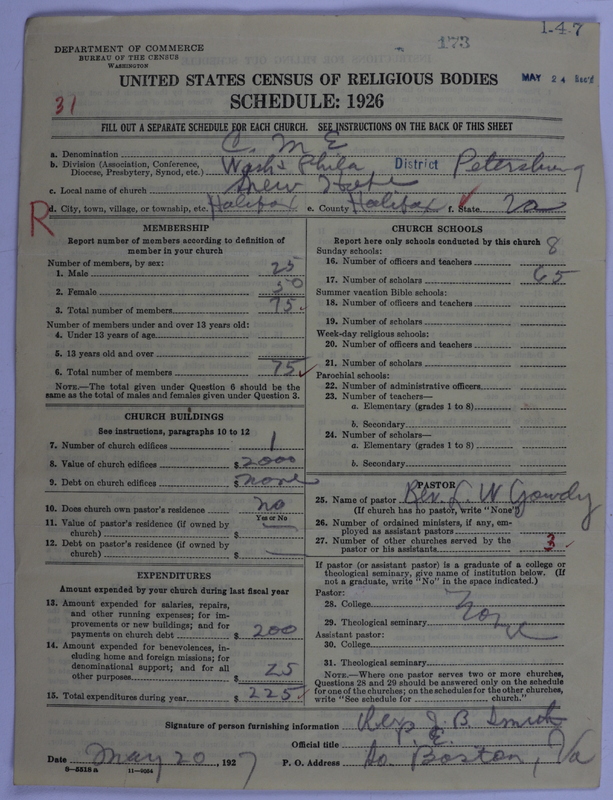 1-4-7
173
DEPARTMENT OF COMMERCE
BUREAU OF THE CENSUS
WASHINGTON
UNITED STATES CENSUS OF RELIGIOUS BODIES
MAY 24 Rec'd
31
SCHEDULE: 1926
FILL OUT A SEPARATE SCHEDULE FOR EACH CHURCH. SEE INSTRUCTIONS ON THE BACK OF THIS SHEET
a. Denomination C. M E
b. Division (Association, Conference, Diocese, Presbytery, Synod, etc.) Wash & Phila District Petersburg
c. Local name of church New Hope
R
d. City, town, village, or township, etc. Halifax e. County Halifax f. State Va
MEMBERSHIP
Report number of members according to definition of member in your church
Number of members, by sex:
1. Male 25
2. Female 50
3. Total number of members 75
Number of members under and over 13 years old:
4. Under 13 years of age
5. 13 years old and over
6. Total number of members 75
NOTE.—The total given under Question 6 should be the same as the total of males and females given under Question 3.
CHURCH BUILDINGS
See instructions, paragraphs 10 to 12
7. Number of church edifices 1
8. Value of church edifices $ 2000
9. Debt on church edifices $ none
10. Does church own pastor's residence no
Yes or No
11. Value of pastor's residence (if owned by church) $
12. Debt on pastor's residence (if owned by church) $
EXPENDITURES
Amount expended by your church during last fiscal year
13. Amount expended for salaries, repairs, and other running expenses; for improvements or new buildings; and for payments on church debt $ 200
14. Amount expended for benevolences, including home and foreign missions; for denominational support; and for all other purposes $ 25
15. Total expenditures during year $ 225
CHURCH SCHOOLS
Report here only schools conducted by this church
Sunday schools:
16. Number of officers and teachers 8
17. Number of scholars 65
Summer vacation Bible schools:
18. Number of officers and teachers
19. Number of scholars
Week-day religious schools:
20. Number of officers and teachers
21. Number of scholars
Parochial schools:
22. Number of administrative officers
23. Number of teachers—
a. Elementary (grades 1 to 8)
b. Secondary
24. Number of scholars—
a. Elementary (grades 1 to 8)
b. Secondary
PASTOR
25. Name of pastor Rev. L. W Gowdy
(If church has no pastor, write "None")
26. Number of ordained ministers, if any, employed as assistant pastors
27. Number of other churches served by the pastor or his assistants 3
If pastor (or assistant pastor) is a graduate of a college or theological seminary, give name of institution below. (If not a graduate, write "No" in the space indicated.)
Pastor:
28. College
29. Theological seminary None
Assistant pastor:
30. College
31. Theological seminary
NOTE.—Where one pastor serves two or more churches, Questions 28 and 29 should be answered only on the schedule for one of the churches; on the schedules for the other churches, write "See schedule for church."
Signature of person furnishing information Rev J. B. Smith
Official title P. E.
Date May 20, 1927 P. O. Address So Boston, Va
8-5518 a 11-9054